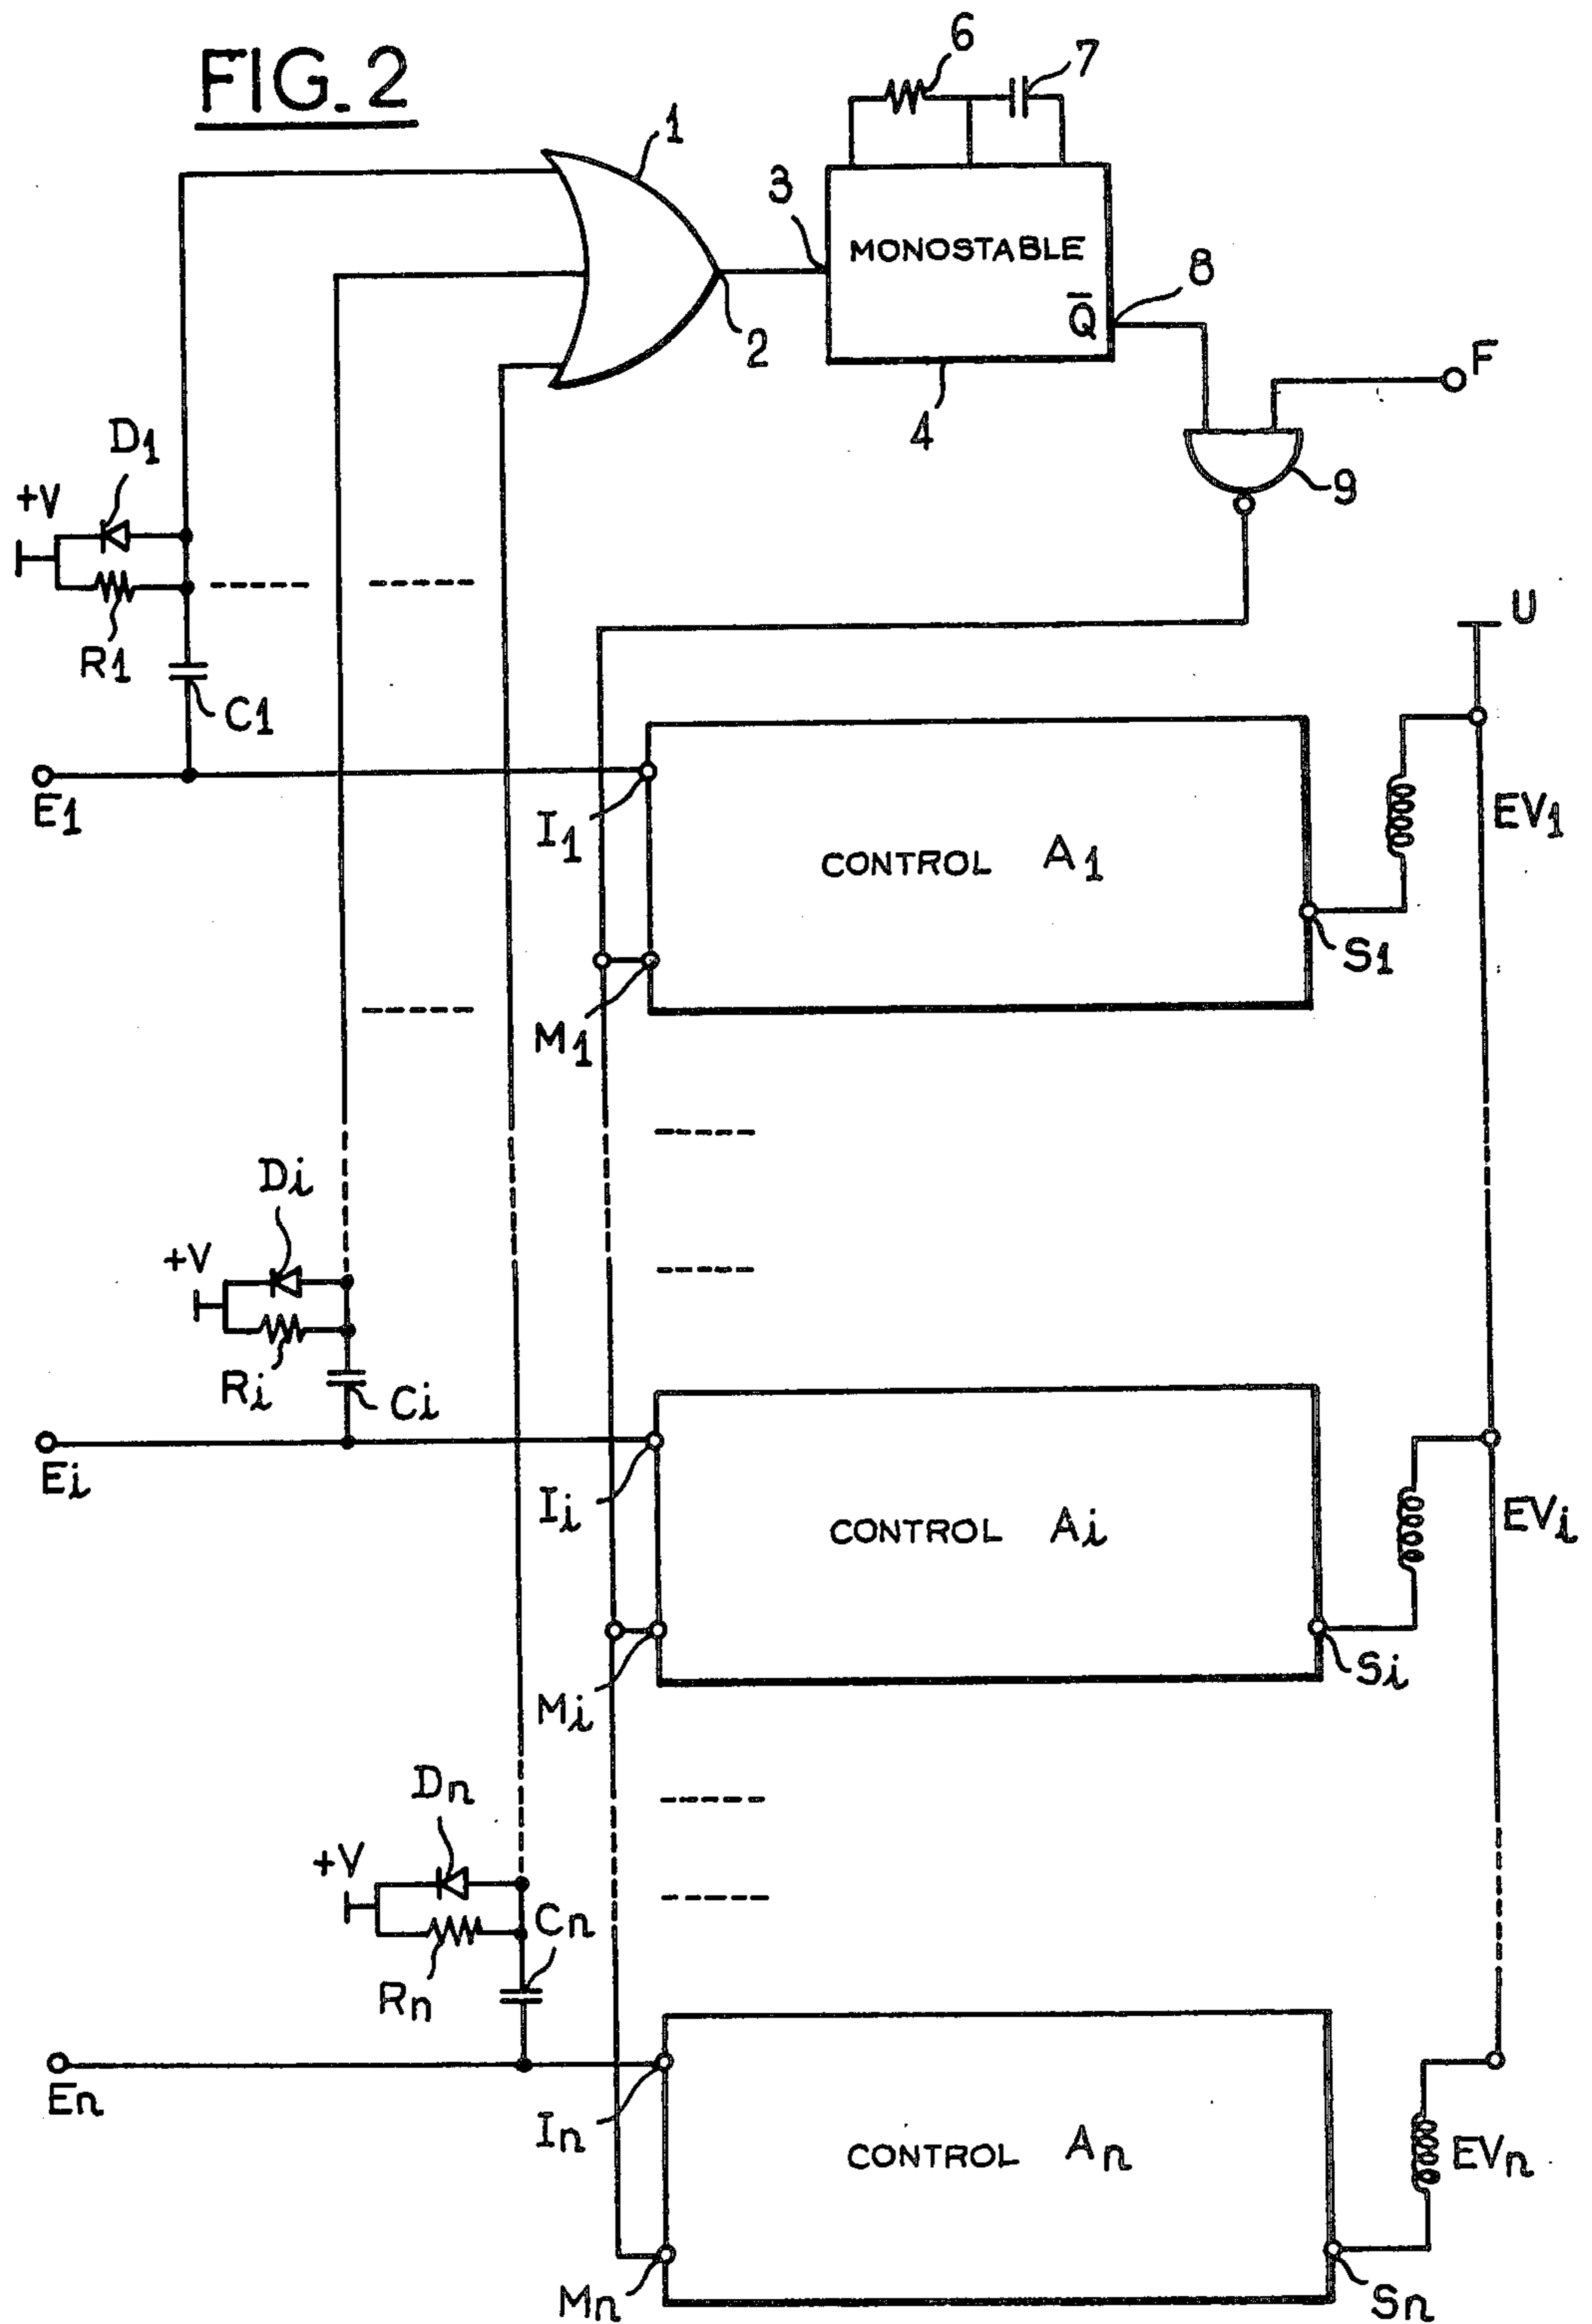 FIG. 2
6
7
1
3
MONOSTABLE
Q̅
8
2
4
F
9
D1
+V
R1
C1
U
E1
I1
CONTROL A1
EV1
S1
M1
Di
+V
Ri
Ci
Ei
Ii
CONTROL Ai
EVi
Si
Mi
Dn
+V
Cn
Rn
En
In
CONTROL An
EVn
Mn
Sn